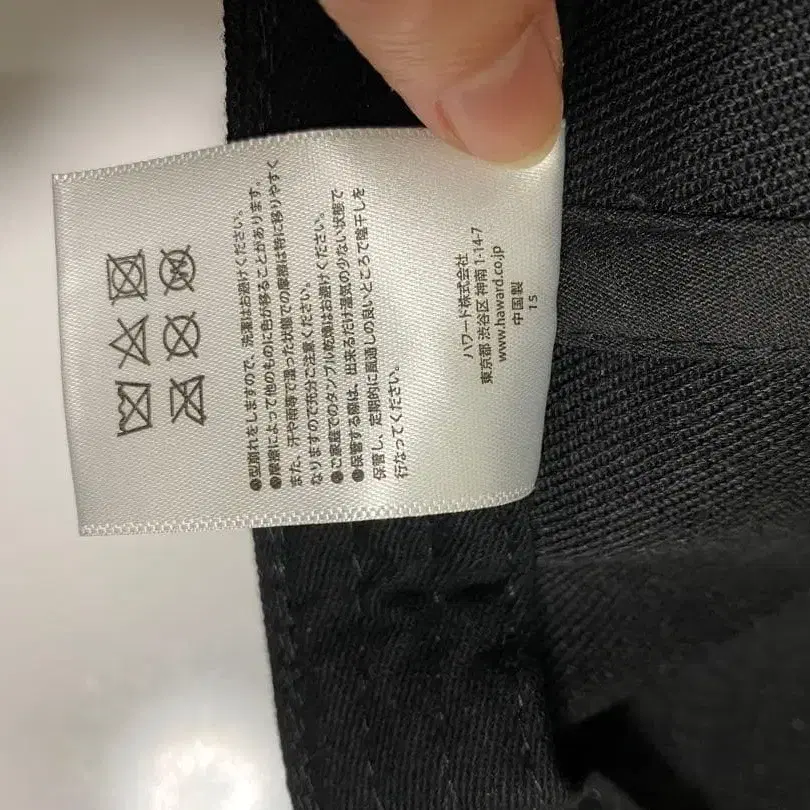 ●型崩れをしますので、洗濯はお避けください。
●摩擦によって他のものに色が移ることがあります。
また、汗や雨等で湿った状態での摩擦は特に移りやすく
なりますので充分ご注意ください。
●ご家庭でのタンブル乾燥はお避けください。
●保管する際は、出来るだけ湿気の少ない状態で
保管し、定期的に風通しの良いところで陰干しを
行なってください。
ハワード株式会社
東京都 渋谷区 神南 1-14-7
www.haward.co.jp
中国製
15